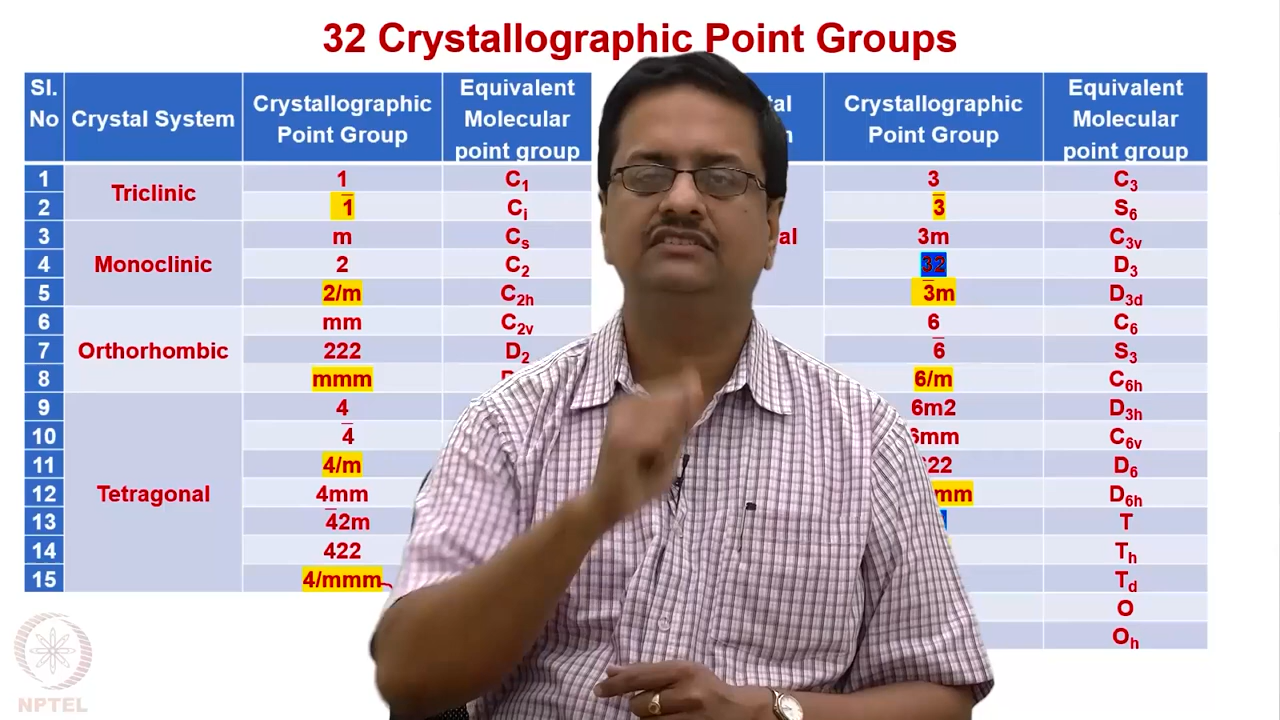 32 Crystallographic Point Groups
Sl. No Crystal System Crystallographic Point Group Equivalent Molecular point group
1 Triclinic 1 C₁
2 1̅ Cᵢ
3 Monoclinic m Cₛ
4 2 C₂
5 2/m C₂ₕ
6 Orthorhombic mm C₂ᵥ
7 222 D₂
8 mmm
9 Tetragonal 4
10 4̅
11 4/m
12 4mm
13 4̅2m
14 422
15 4/mmm
Crystallographic Point Group Equivalent Molecular point group
3 C₃
3̅ S₆
3m C₃ᵥ
32 D₃
3̅m D₃d
6 C₆
6̅ S₃
6/m C₆ₕ
6m2 D₃ₕ
6mm C₆ᵥ
D₆
D₆ₕ
T
Tₕ
Td
O
Oₕ
NPTEL